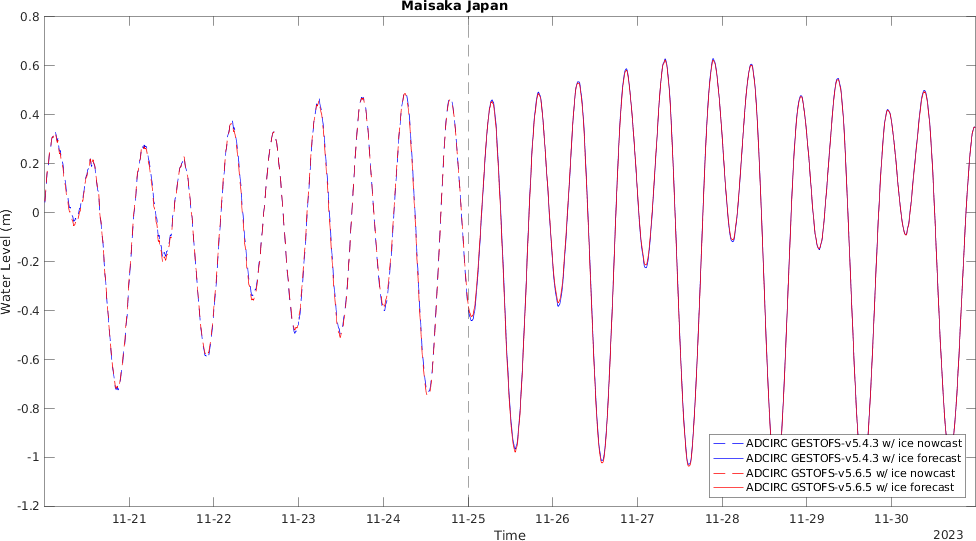 Maisaka Japan
0.8
0.6
0.4
0.2
0
-0.2
-0.4
-0.6
-0.8
-1
-1.2
Water Level (m)
ADCIRC GESTOFS-v5.4.3 w/ ice nowcast
ADCIRC GESTOFS-v5.4.3 w/ ice forecast
ADCIRC GSTOFS-v5.6.5 w/ ice nowcast
ADCIRC GSTOFS-v5.6.5 w/ ice forecast
11-21 11-22 11-23 11-24 11-25 11-26 11-27 11-28 11-29 11-30
Time
2023